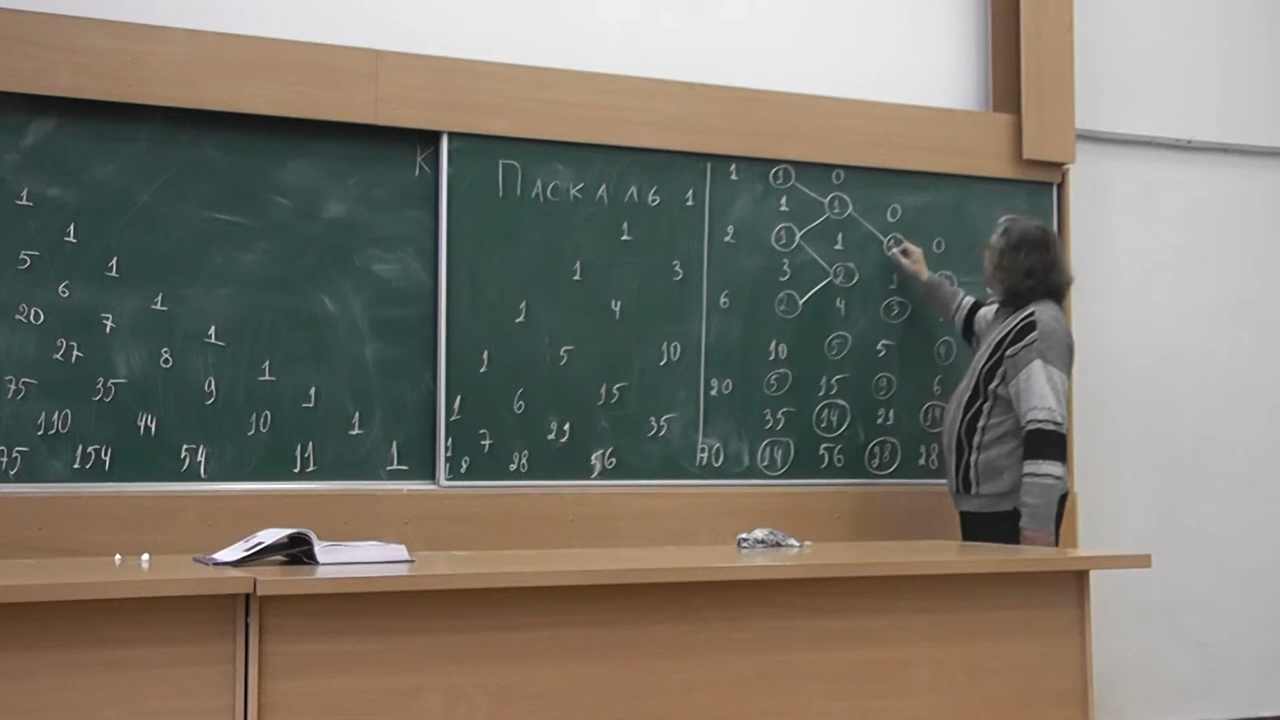 К
1
1
5 1
6 1
20 7 1
27 8 1
75 35 9 1
110 44 10 1
75 154 54 11 1
ПАСКАЛЬ 1
1
1 3
1 4
1 5 10
1 6 15
1 7 21 35
1 8 28 56
1 1 0
1 1 0
2 1 1 0
3 2 1
6 2 4 3
10 5 5 4
20 5 15 9 6
35 14 21 14
70 14 56 28 28